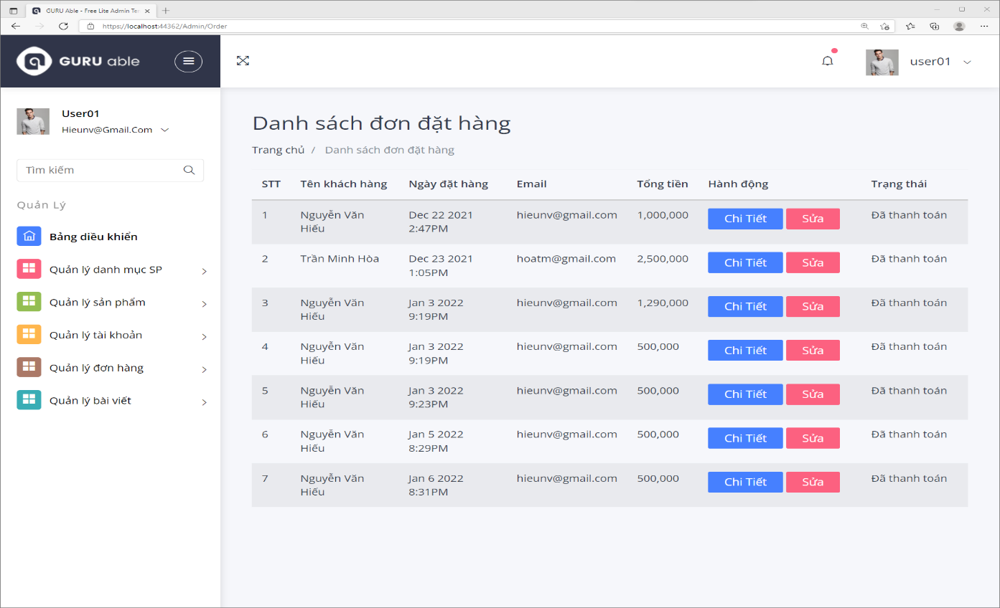 GURU Able - Free Lite Admin Ter
https://localhost:44362/Admin/Order
GURU able
user01
User01
Hieunv@Gmail.Com
Tìm kiếm
Quản Lý
Bảng diều khiển
Quản lý danh mục SP
Quản lý sản phẩm
Quản lý tài khoản
Quản lý đơn hàng
Quản lý bài viết
Danh sách đơn đặt hàng
Trang chủ / Danh sách đơn đặt hàng
STT Tên khách hàng Ngày đặt hàng Email Tổng tiền Hành động Trạng thái
1 Nguyễn Văn Dec 22 2021 hieunv@gmail.com 1,000,000 Chi Tiết Sửa Đã thanh toán
Hiếu 2:47PM
2 Trần Minh Hòa Dec 23 2021 hoatm@gmail.com 2,500,000 Chi Tiết Sửa Đã thanh toán
1:05PM
3 Nguyễn Văn Jan 3 2022 hieunv@gmail.com 1,290,000 Chi Tiết Sửa Đã thanh toán
Hiếu 9:19PM
4 Nguyễn Văn Jan 3 2022 hieunv@gmail.com 500,000 Chi Tiết Sửa Đã thanh toán
Hiếu 9:19PM
5 Nguyễn Văn Jan 3 2022 hieunv@gmail.com 500,000 Chi Tiết Sửa Đã thanh toán
Hiếu 9:23PM
6 Nguyễn Văn Jan 5 2022 hieunv@gmail.com 500,000 Chi Tiết Sửa Đã thanh toán
Hiếu 8:29PM
7 Nguyễn Văn Jan 6 2022 hieunv@gmail.com 500,000 Chi Tiết Sửa Đã thanh toán
Hiếu 8:31PM